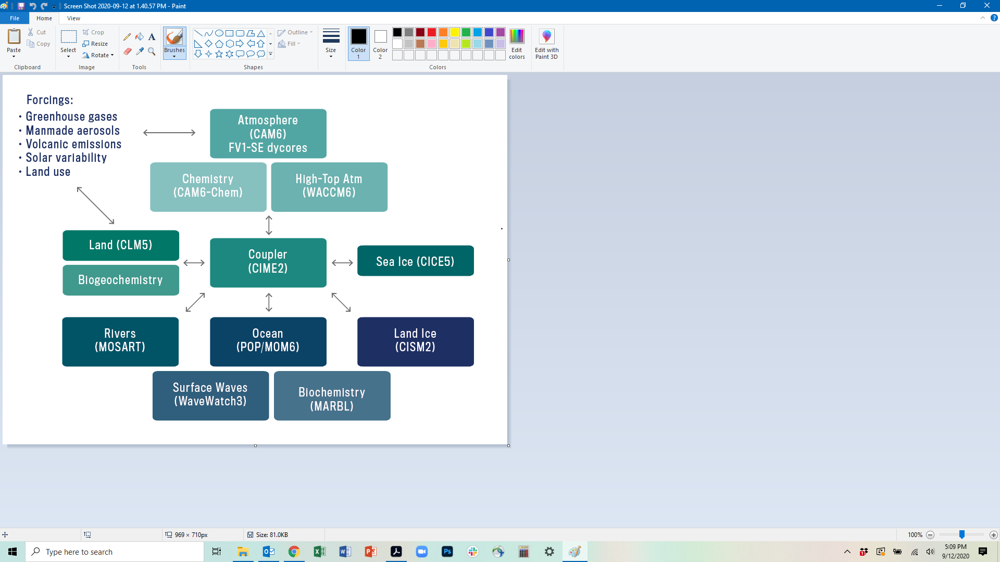 Screen Shot 2020-09-12 at 1.40.57 PM - Paint
File
Home
View
Paste
Cut
Copy
Clipboard
Select
Crop
Resize
Rotate
Image
A
Tools
Brushes
Outline
Fill
Shapes
Size
Color
1
Color
2
Edit
colors
Colors
Edit with
Paint 3D
Forcings:
• Greenhouse gases
• Manmade aerosols
• Volcanic emissions
• Solar variability
• Land use
Atmosphere
(CAM6)
FV1-SE dycores
Chemistry
(CAM6-Chem)
High-Top Atm
(WACCM6)
Land (CLM5)
Biogeochemistry
Coupler
(CIME2)
Sea Ice (CICE5)
Rivers
(MOSART)
Ocean
(POP/MOM6)
Land Ice
(CISM2)
Surface Waves
(WaveWatch3)
Biochemistry
(MARBL)
969 × 710px
Size: 81.0KB
100%
Type here to search
Ps
5:09 PM
9/12/2020